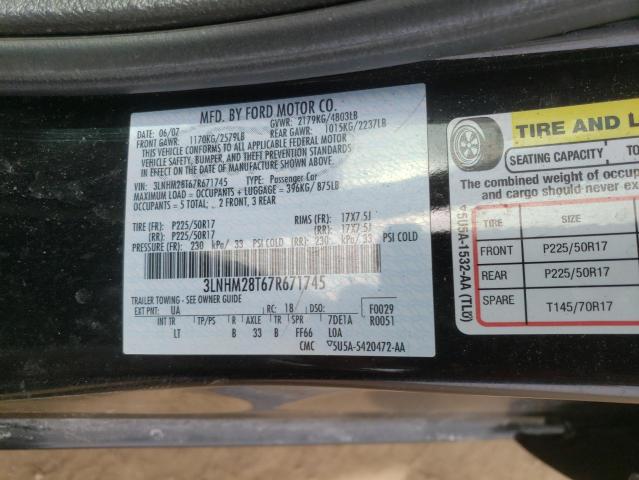 MFD. BY FORD MOTOR CO.
DATE: 06/07 GVWR: 2179KG/4803LB
FRONT GAWR: 1170KG/2579LB REAR GAWR: 1015KG/2237LB
THIS VEHICLE CONFORMS TO ALL APPLICABLE FEDERAL MOTOR
VEHICLE SAFETY, BUMPER, AND THEFT PREVENTION STANDARDS
IN EFFECT ON THE DATE OF MANUFACTURE SHOWN ABOVE.
VEHICLE: 3LNHM28T67R671745 TYPE: Passenger Car
MAXIMUM LOAD = OCCUPANTS + LUGGAGE = 396KG/875LB
OCCUPANTS = 5 TOTAL; .. 2 FRONT, 3 REAR
TIRE (FR): P225/50R17 RIMS (FR): 17X7.5J
(RR): P225/50R17 (RR): 17X7.5J
PRESSURE (FR): 230 kPa/ 33 PSI COLD (RR): 230 kPa/ 33 PSI COLD
3LNHM28T67R671745
TRAILER TOWING - SEE OWNER GUIDE
EXT PNT: UA RC: 18 DSO: F0029
INT TR TP/PS R AXLE TR SPR 7DE1A R0051
LT B 33 B FF66 LOA
CMC ▽5U5A-5420472-AA
▽5U5A-1532-AA (TL0)
TIRE AND L
SEATING CAPACITY TO
The combined weight of occupants
and cargo should never exc
TIRE SIZE
FRONT P225/50R17
REAR P225/50R17
SPARE T145/70R17